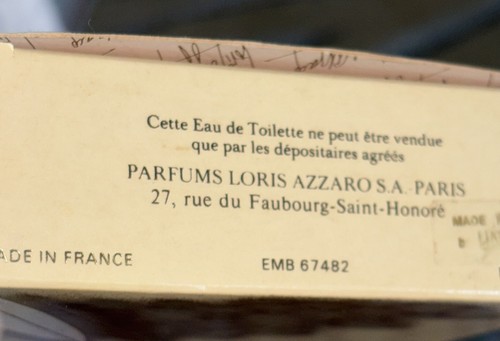 Cette Eau de Toilette ne peut être vendue
que par les dépositaires agréés
PARFUMS LORIS AZZARO S.A. PARIS
27, rue du Faubourg-Saint-Honoré
MADE
ADE IN FRANCE
EMB 67482